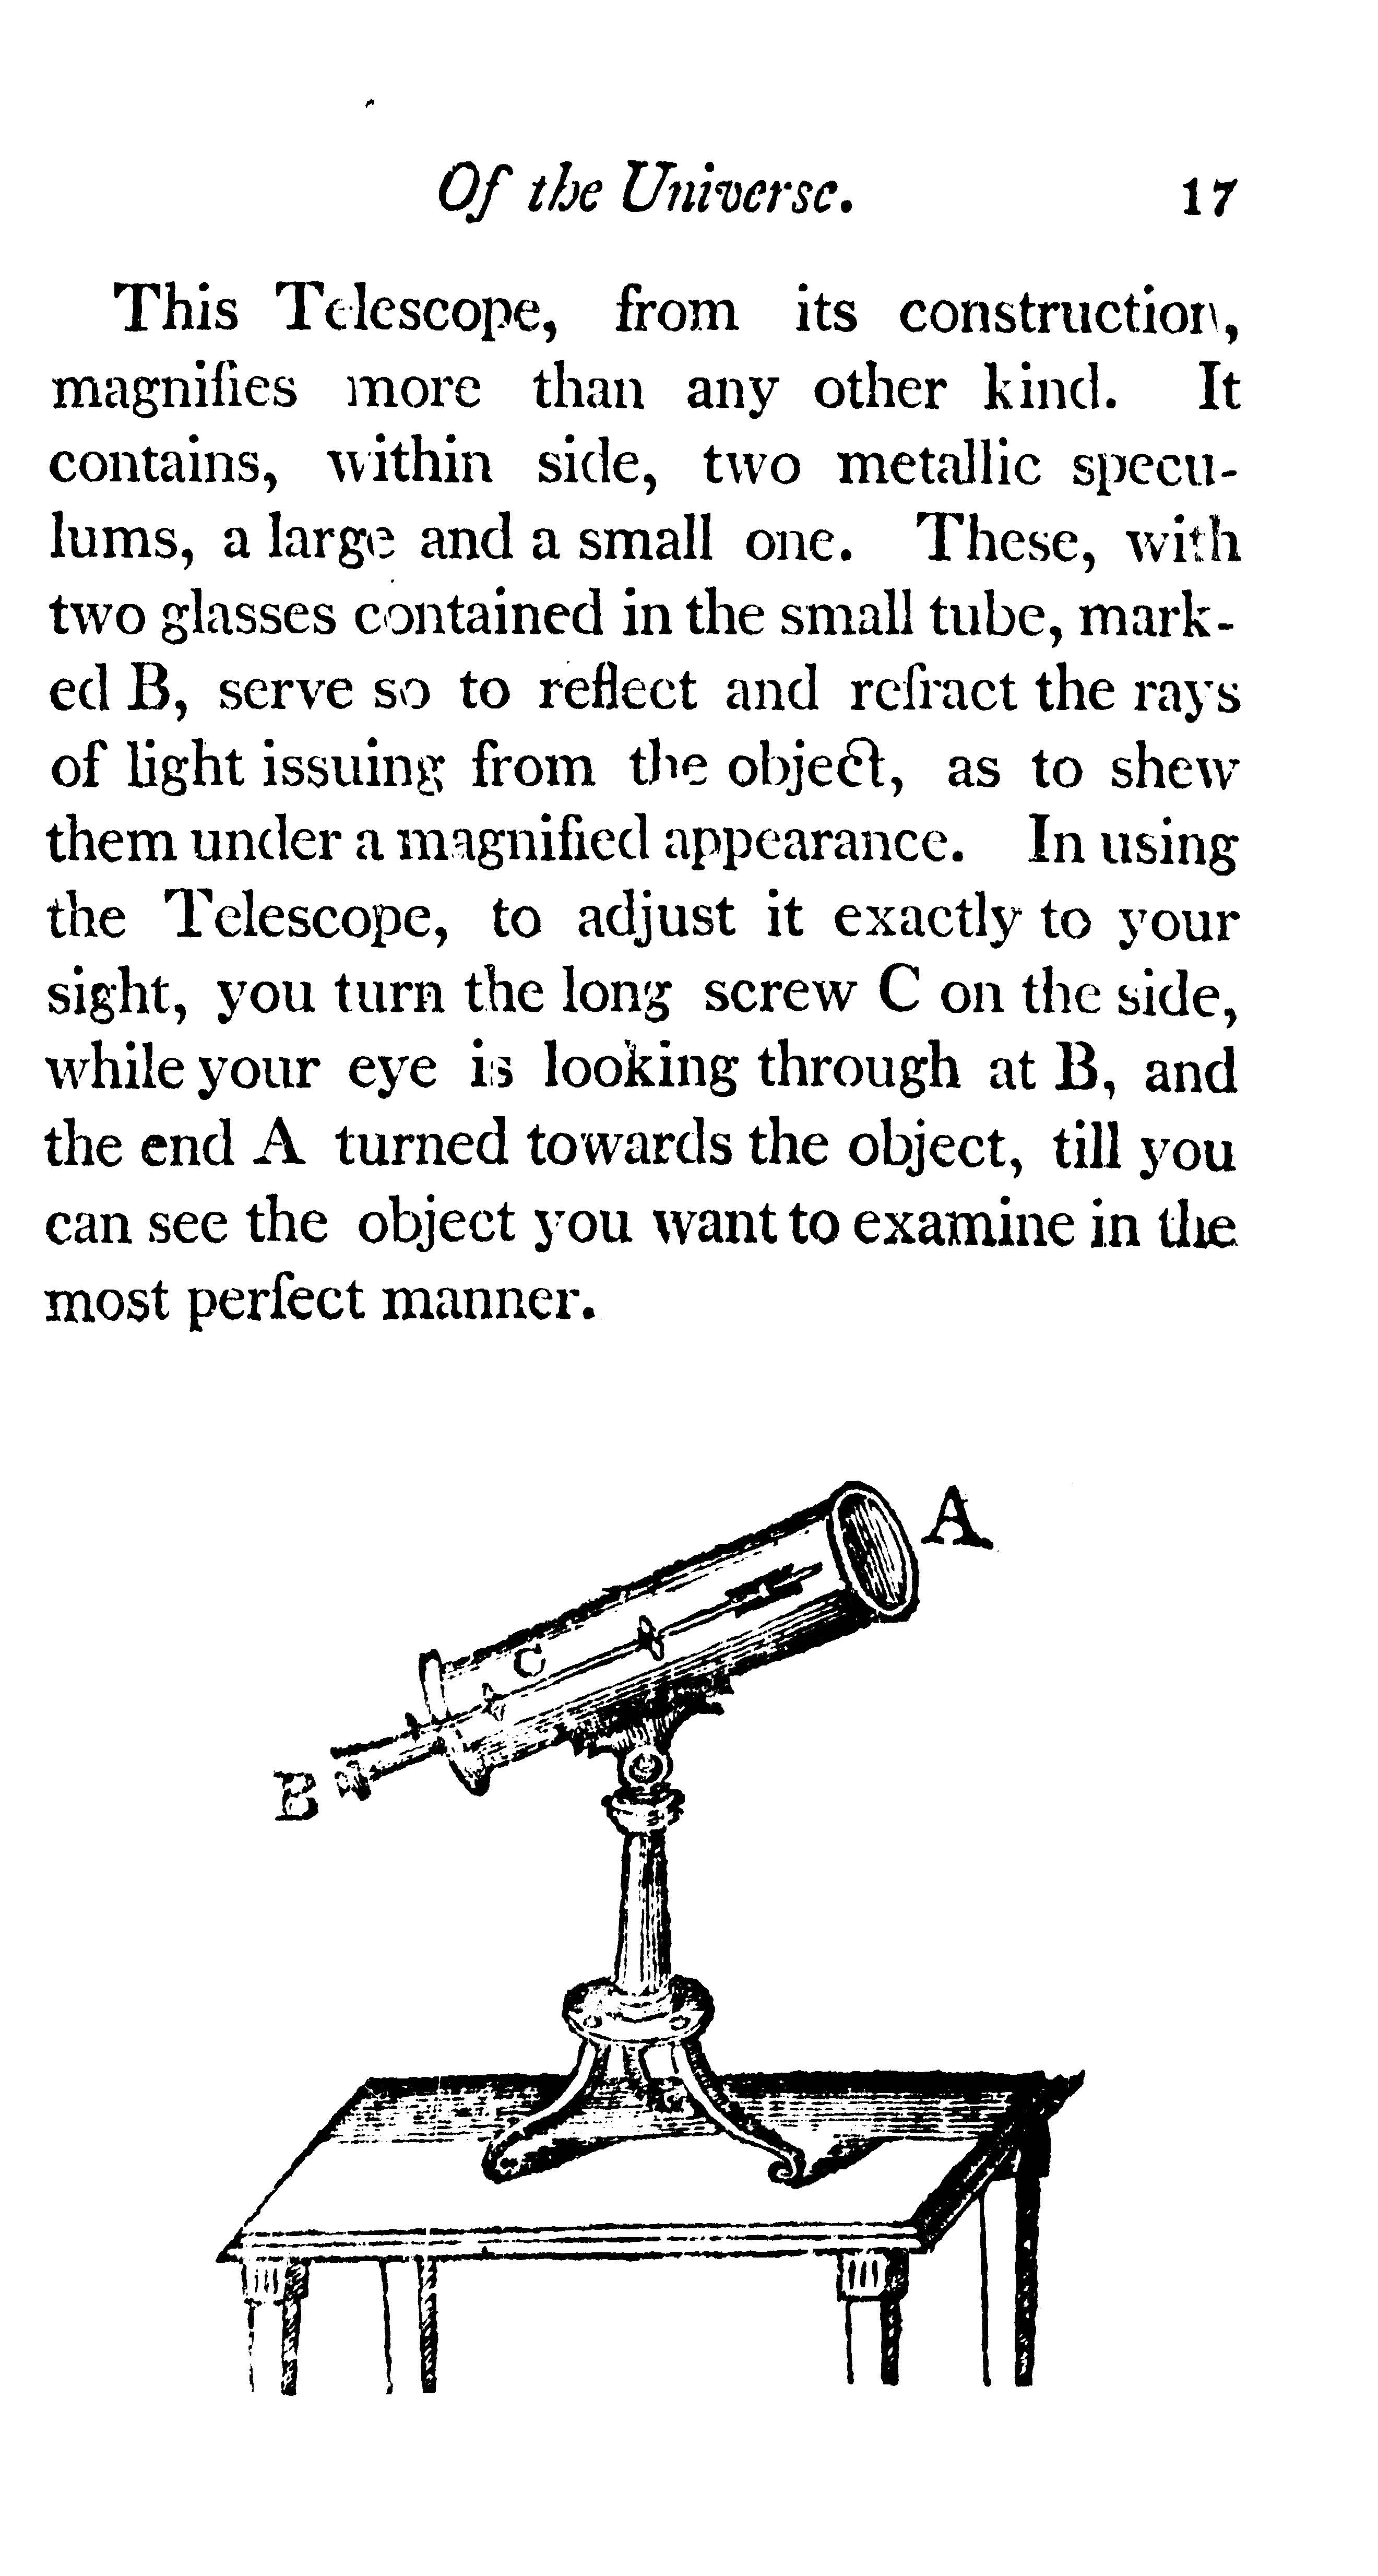 Of the Universe. 17
This Telescope, from its construction,
magnifies more than any other kind. It
contains, within side, two metallic specu-
lums, a large and a small one. These, with
two glasses contained in the small tube, mark-
ed B, serve so to reflect and refract the rays
of light issuing from the object, as to shew
them under a magnified appearance. In using
the Telescope, to adjust it exactly to your
sight, you turn the long screw C on the side,
while your eye is looking through at B, and
the end A turned towards the object, till you
can see the object you want to examine in the
most perfect manner.
A
C
B